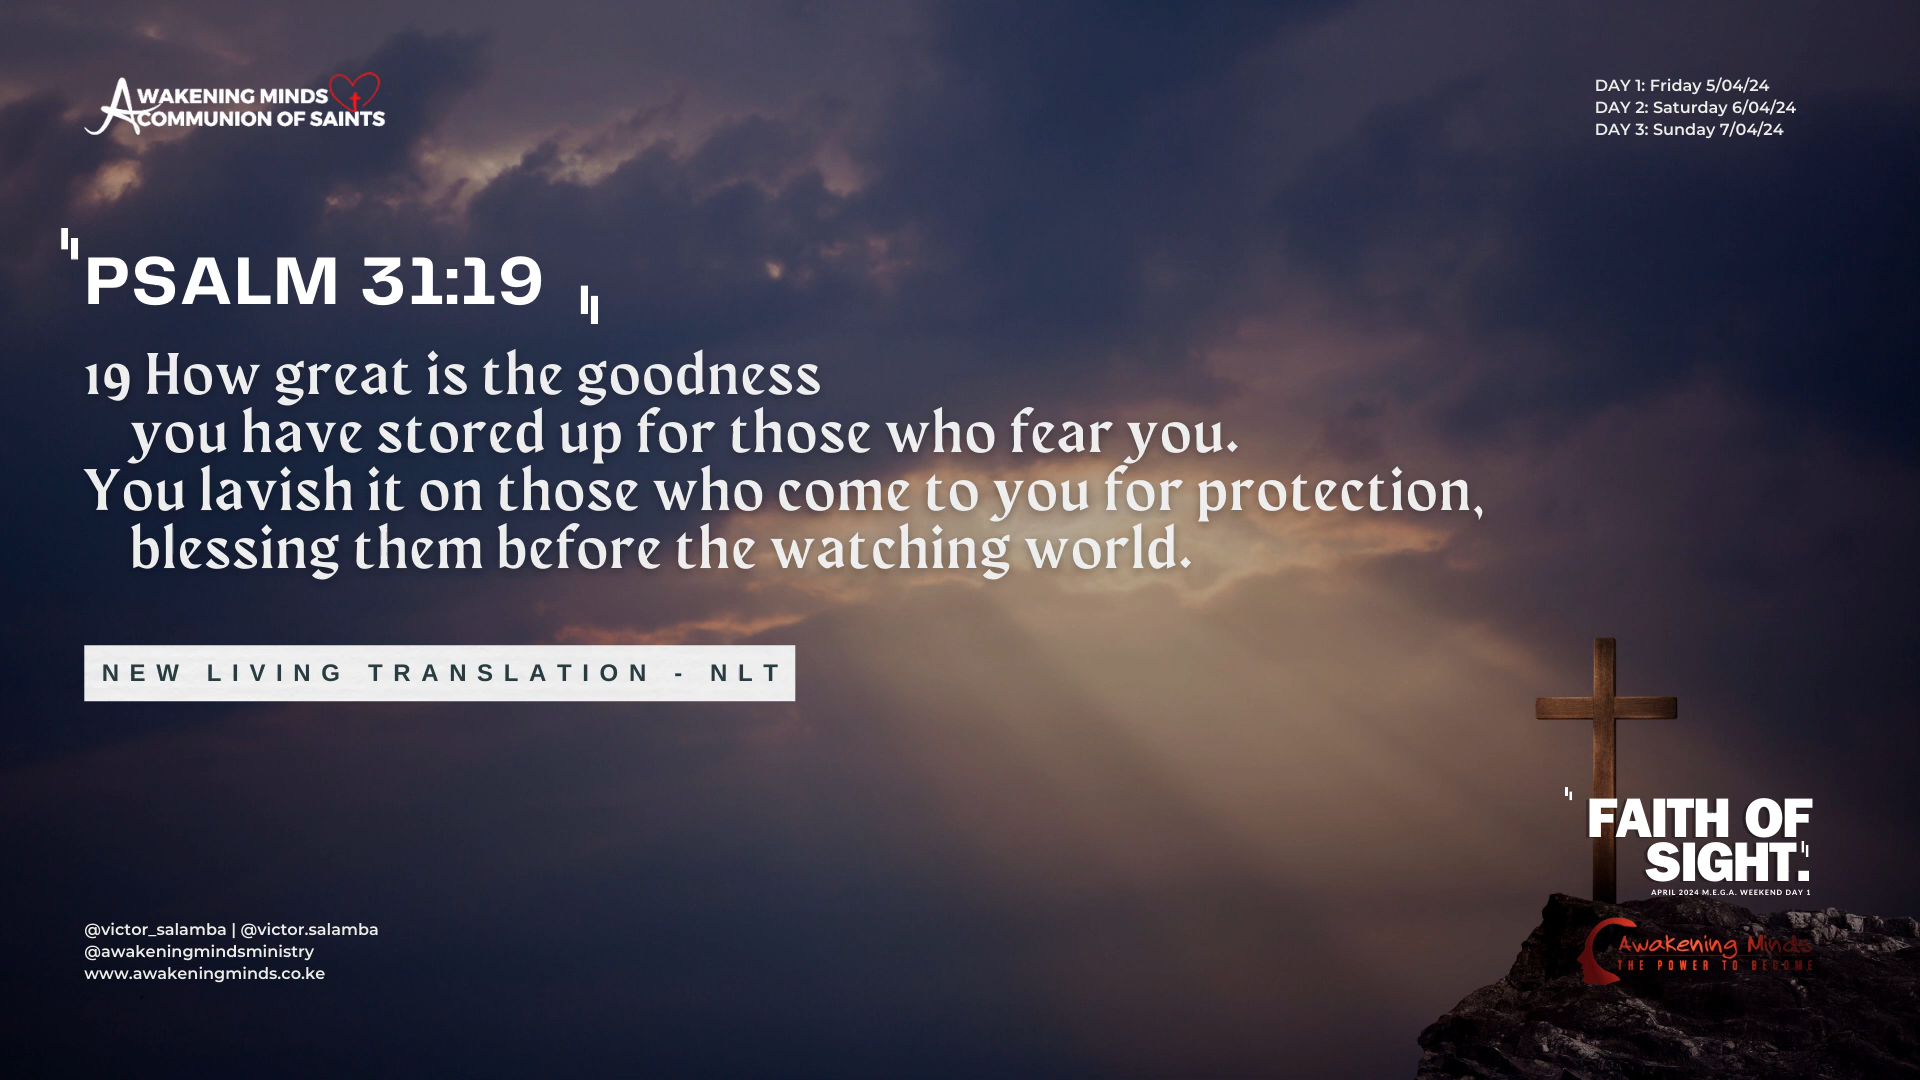 AWAKENING MINDS
COMMUNION OF SAINTS
DAY 1: Friday 5/04/24
DAY 2: Saturday 6/04/24
DAY 3: Sunday 7/04/24
PSALM 31:19
19 How great is the goodness
you have stored up for those who fear you.
You lavish it on those who come to you for protection,
blessing them before the watching world.
NEW LIVING TRANSLATION - NLT
FAITH OF
SIGHT.
APRIL 2024 M.E.G.A. WEEKEND DAY 1
Awakening Minds
THE POWER TO BECOME
@victor_salamba | @victor.salamba
@awakeningmindsministry
www.awakeningminds.co.ke